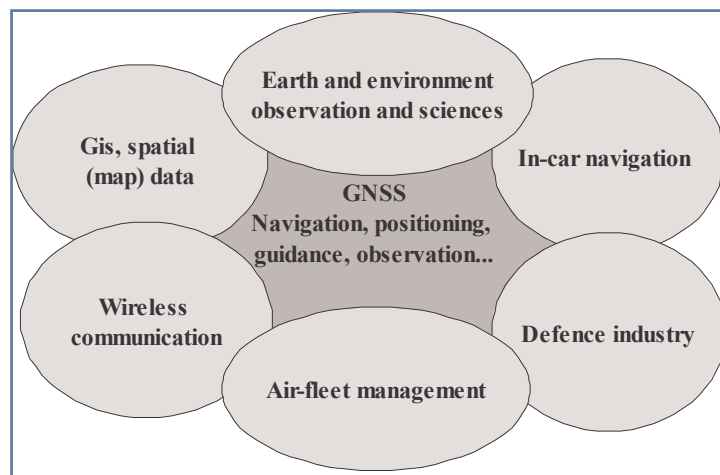 Earth and environment
observation and sciences
Gis, spatial
(map) data
In-car navigation
GNSS
Navigation, positioning,
guidance, observation...
Wireless
communication
Defence industry
Air-fleet management